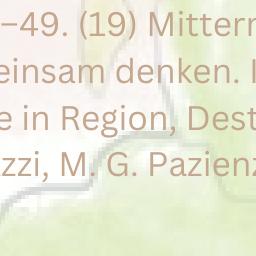 –49. (19) Mitterr
einsam denken. I
e in Region, Dest
zzi, M. G. Pazienz